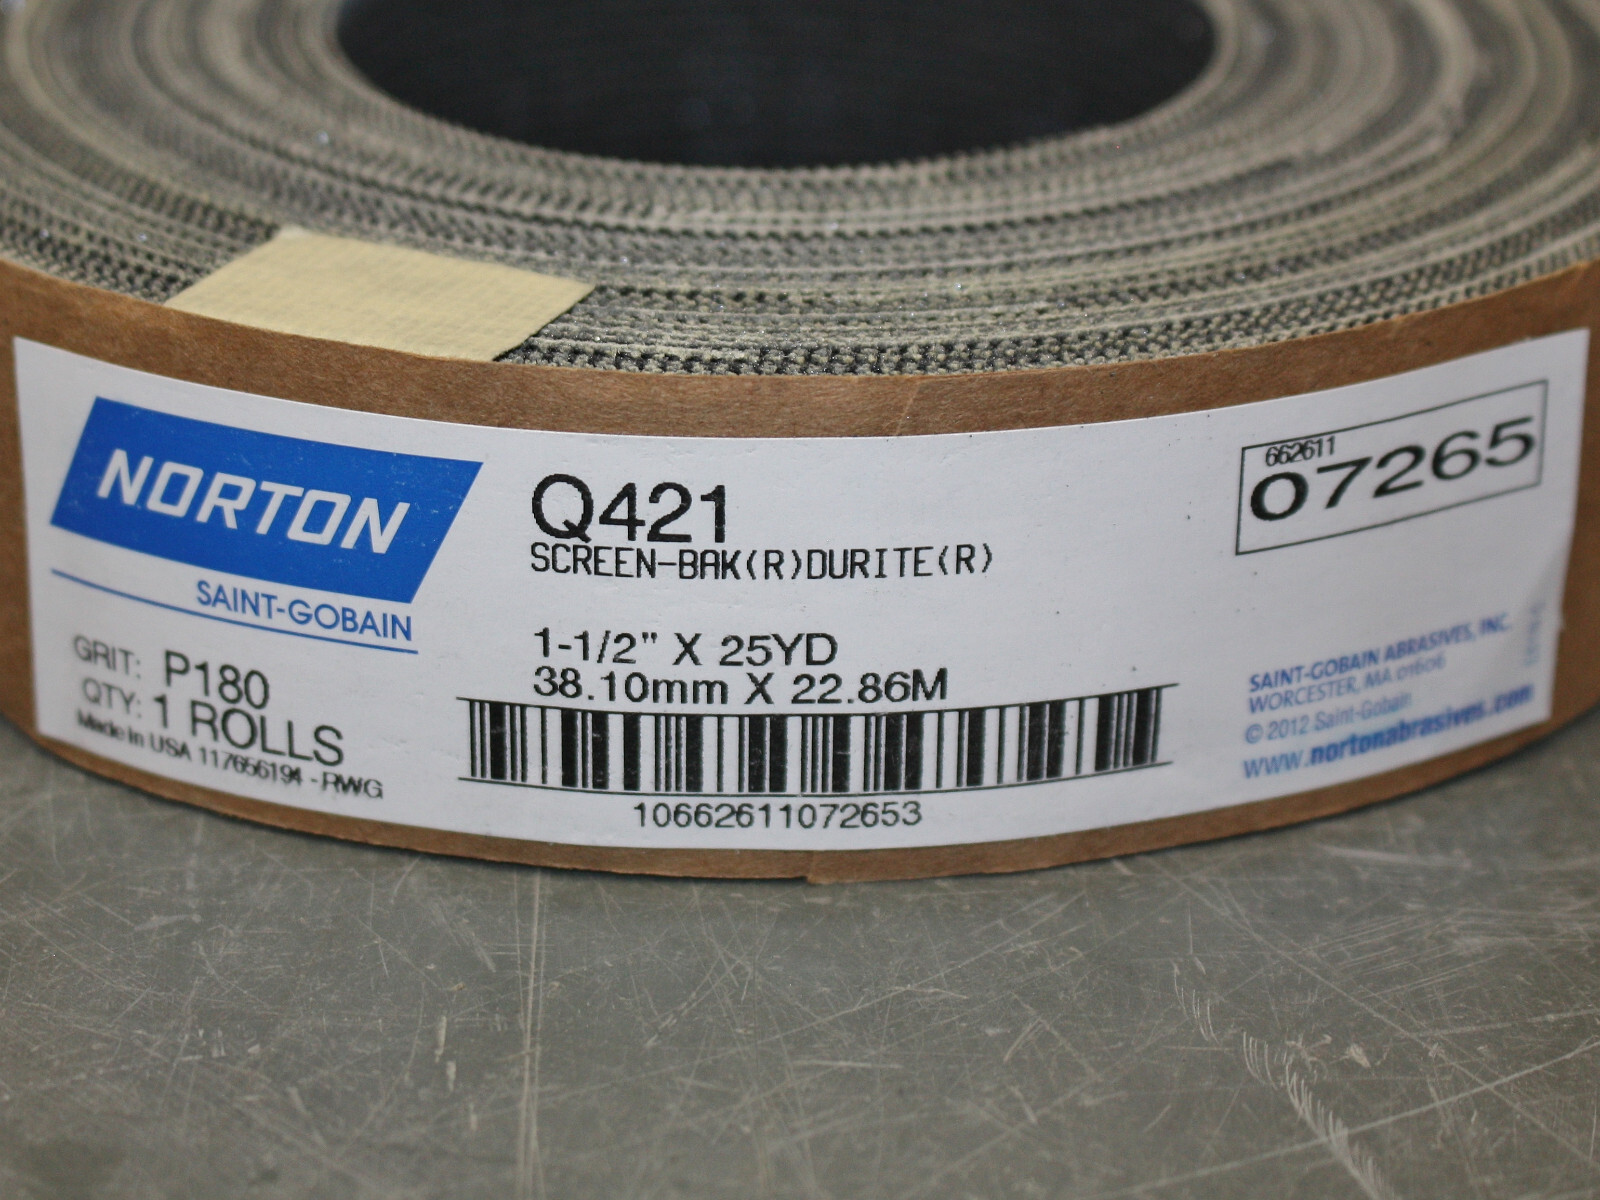 NORTON
SAINT-GOBAIN
GRIT: P180
QTY: 1 ROLLS
Made in USA 117656194 - RWG
Q421
SCREEN-BAK(R)DURITE(R)
1-1/2" X 25YD
38.10mm X 22.86M
10662611072653
662611
07265
SAINT-GOBAIN ABRASIVES, INC.
WORCESTER, MA 01606
© 2012 Saint-Gobain
www.nortonabrasives.com